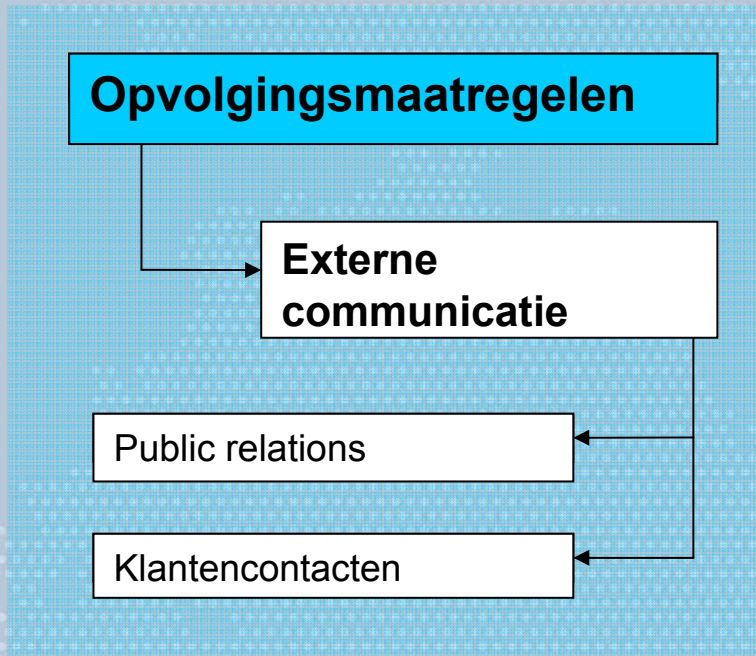 Opvolgingsmaatregelen
Externe
communicatie
Public relations
Klantencontacten